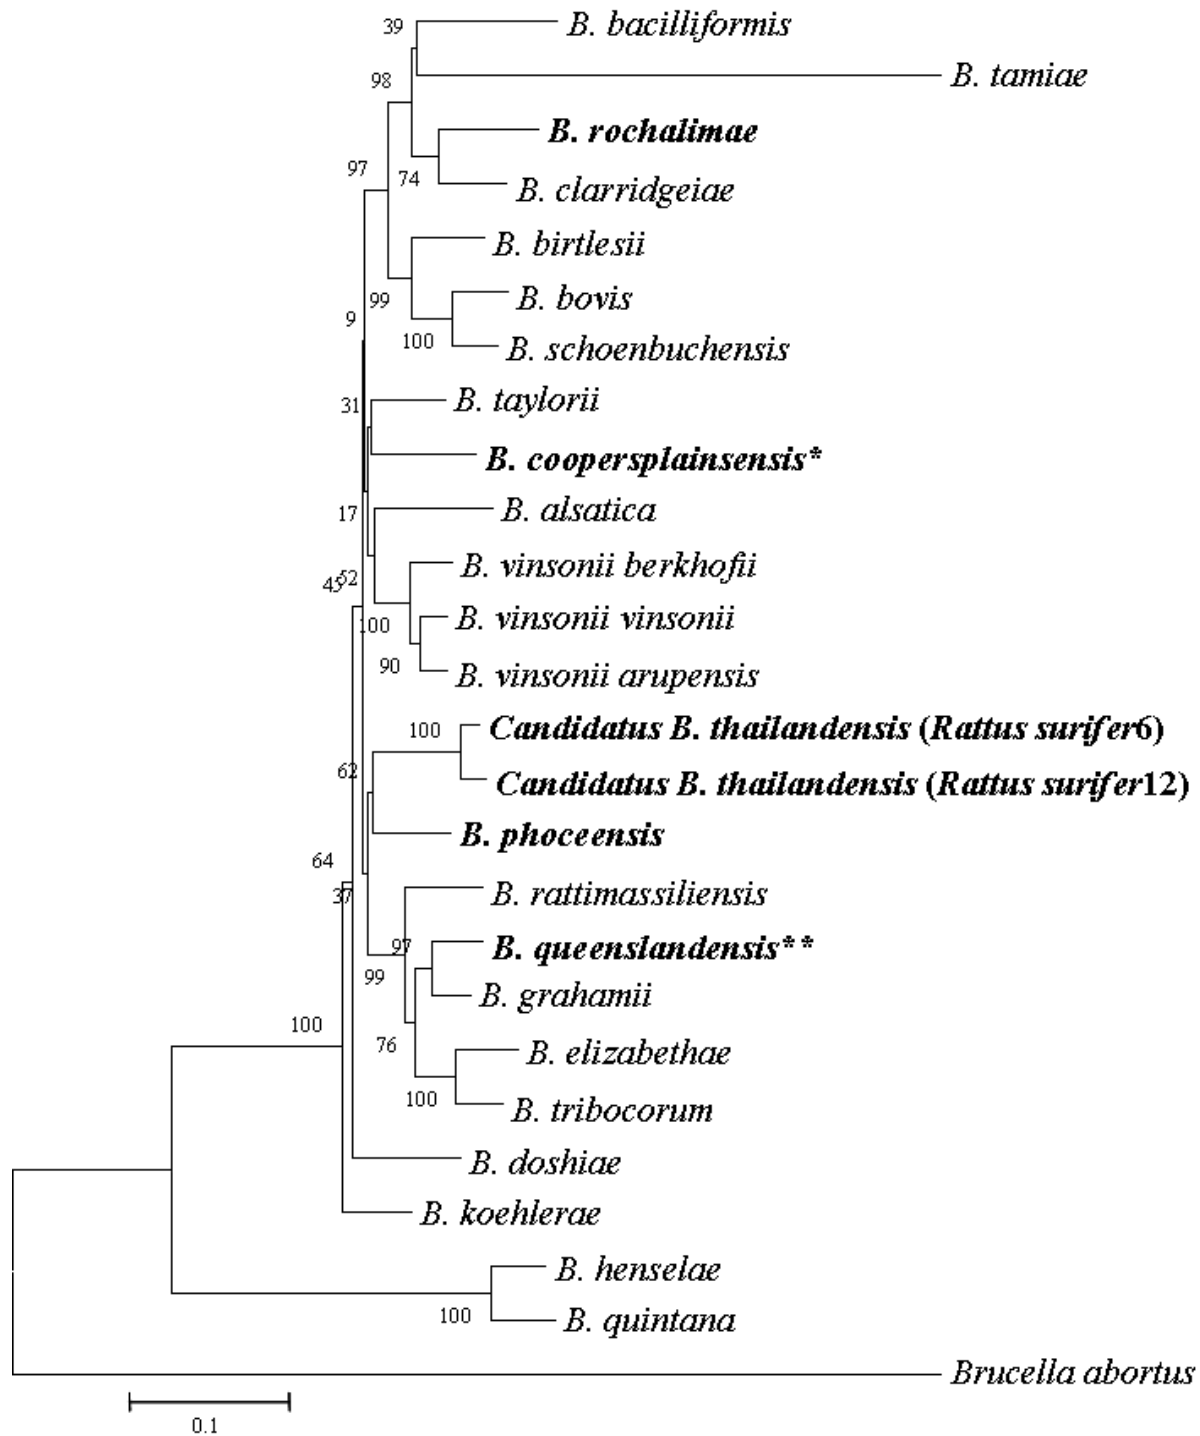 39
B. bacilliformis
B. tamiae
98
B. rochalimae
97
74
B. clarridgeiae
B. birtlesii
99
B. bovis
9
100
B. schoenbuchensis
31
B. taylorii
B. coopersplainsensis*
17
B. alsatica
45
52
B. vinsonii berkhofii
100
B. vinsonii vinsonii
90
B. vinsonii arupensis
100
Candidatus B. thailandensis (Rattus surifer6)
62
Candidatus B. thailandensis (Rattus surifer12)
B. phoceensis
64
37
B. rattimassiliensis
97
B. queenslandensis**
99
B. grahamii
100
76
B. elizabethae
100
B. tribocorum
B. doshiae
B. koehlerae
B. henselae
100
B. quintana
Brucella abortus
0.1